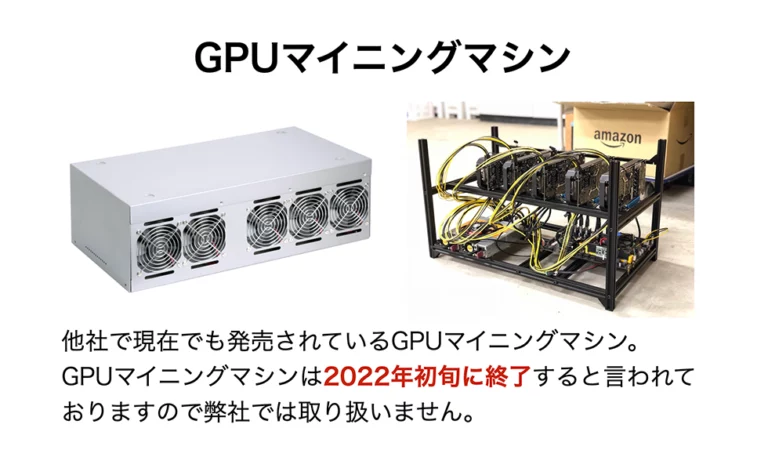 GPUマイニングマシン
amazon
他社で現在でも発売されているGPUマイニングマシン。
GPUマイニングマシンは2022年初旬に終了すると言われて
おりますので弊社では取り扱いません。